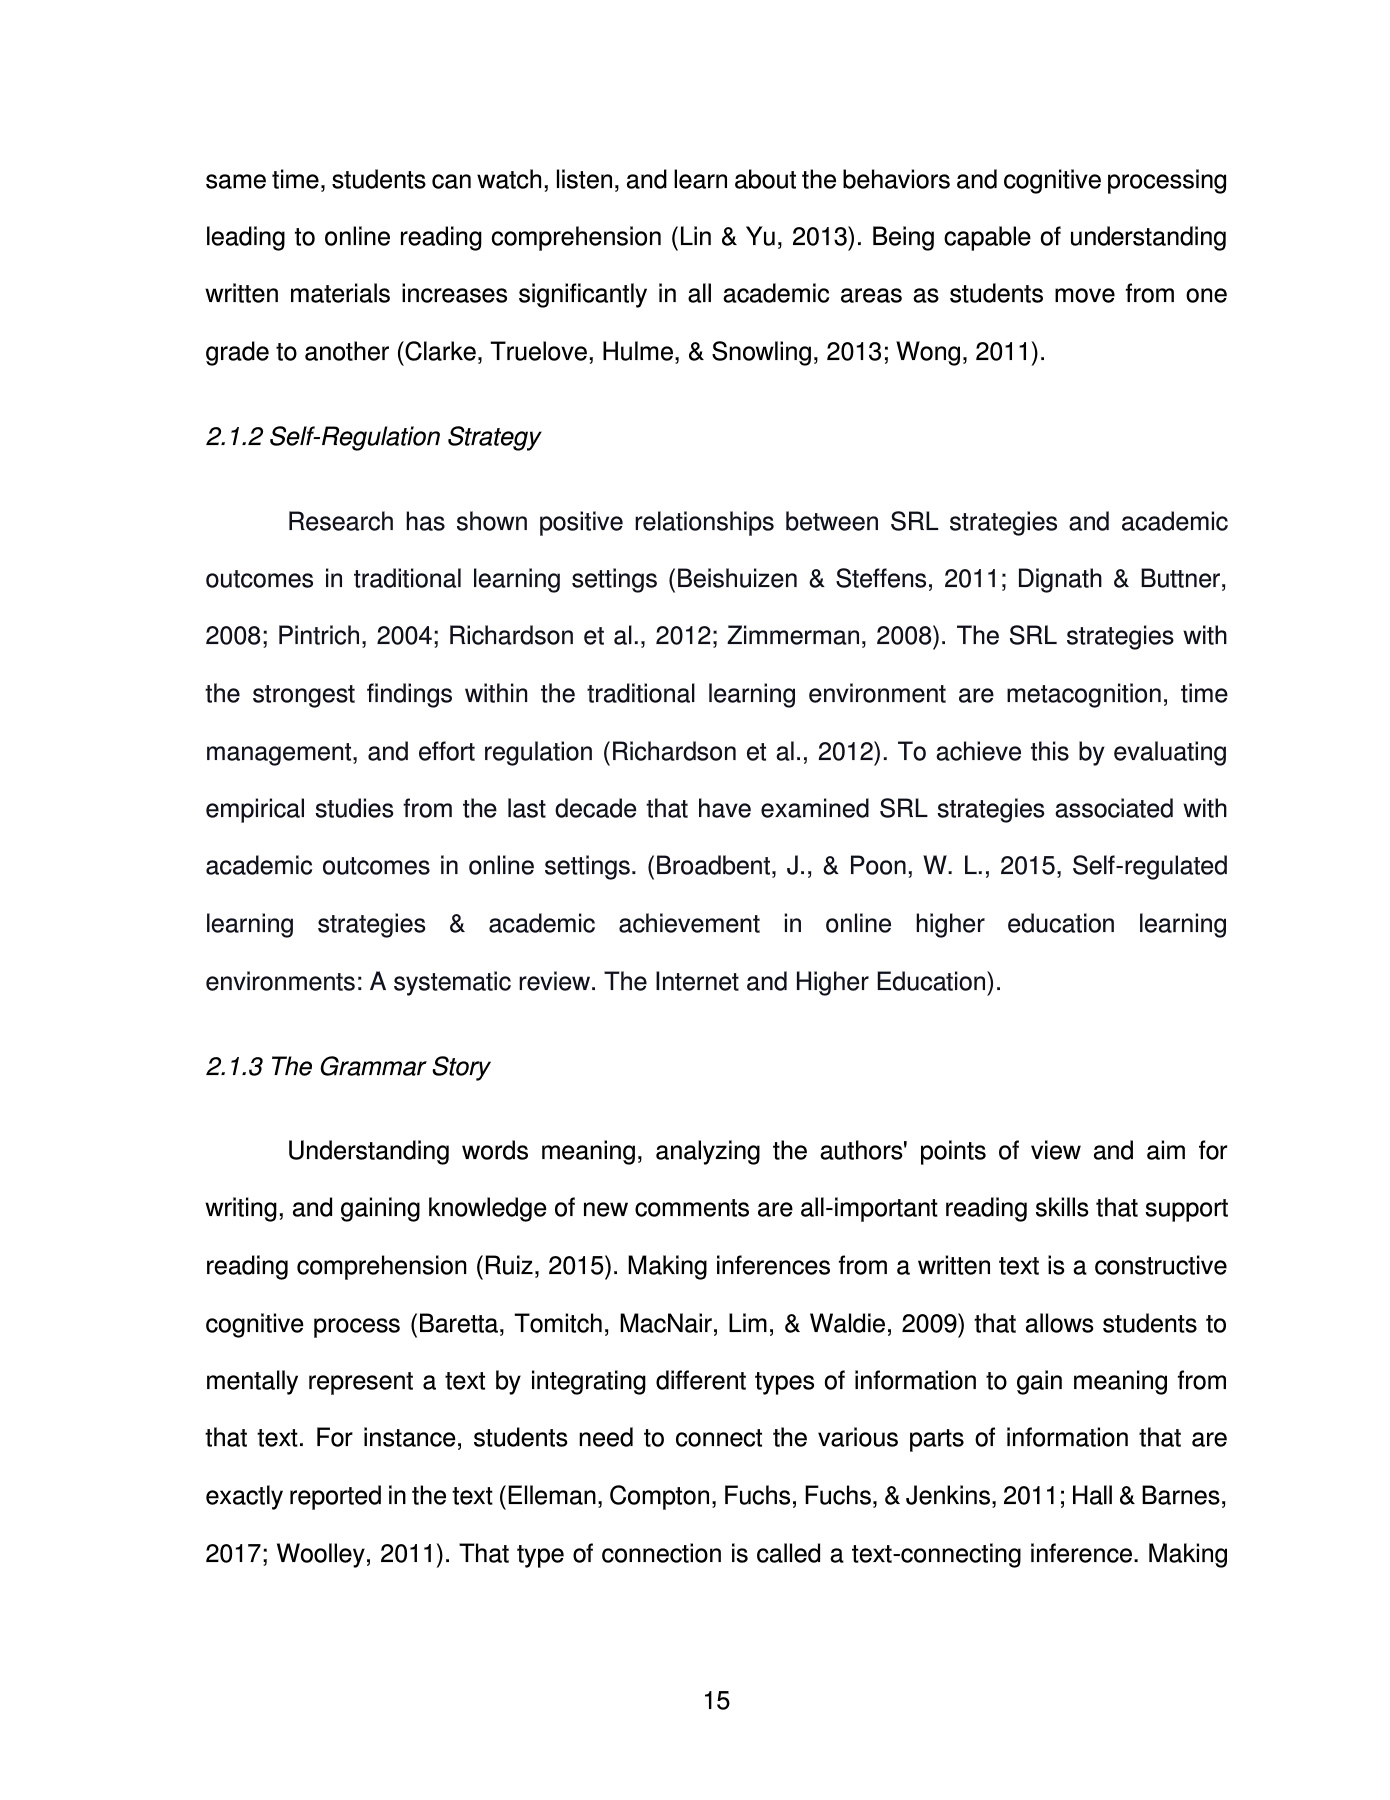 same time, students can watch, listen, and learn about the behaviors and cognitive processing
leading to online reading comprehension (Lin & Yu, 2013). Being capable of understanding
written materials increases significantly in all academic areas as students move from one
grade to another (Clarke, Truelove, Hulme, & Snowling, 2013; Wong, 2011).
2.1.2 Self-Regulation Strategy
Research has shown positive relationships between SRL strategies and academic
outcomes in traditional learning settings (Beishuizen & Steffens, 2011; Dignath & Buttner,
2008; Pintrich, 2004; Richardson et al., 2012; Zimmerman, 2008). The SRL strategies with
the strongest findings within the traditional learning environment are metacognition, time
management, and effort regulation (Richardson et al., 2012). To achieve this by evaluating
empirical studies from the last decade that have examined SRL strategies associated with
academic outcomes in online settings. (Broadbent, J., & Poon, W. L., 2015, Self-regulated
learning strategies & academic achievement in online higher education learning
environments: A systematic review. The Internet and Higher Education).
2.1.3 The Grammar Story
Understanding words meaning, analyzing the authors' points of view and aim for
writing, and gaining knowledge of new comments are all-important reading skills that support
reading comprehension (Ruiz, 2015). Making inferences from a written text is a constructive
cognitive process (Baretta, Tomitch, MacNair, Lim, & Waldie, 2009) that allows students to
mentally represent a text by integrating different types of information to gain meaning from
that text. For instance, students need to connect the various parts of information that are
exactly reported in the text (Elleman, Compton, Fuchs, Fuchs, & Jenkins, 2011; Hall & Barnes,
2017; Woolley, 2011). That type of connection is called a text-connecting inference. Making
15